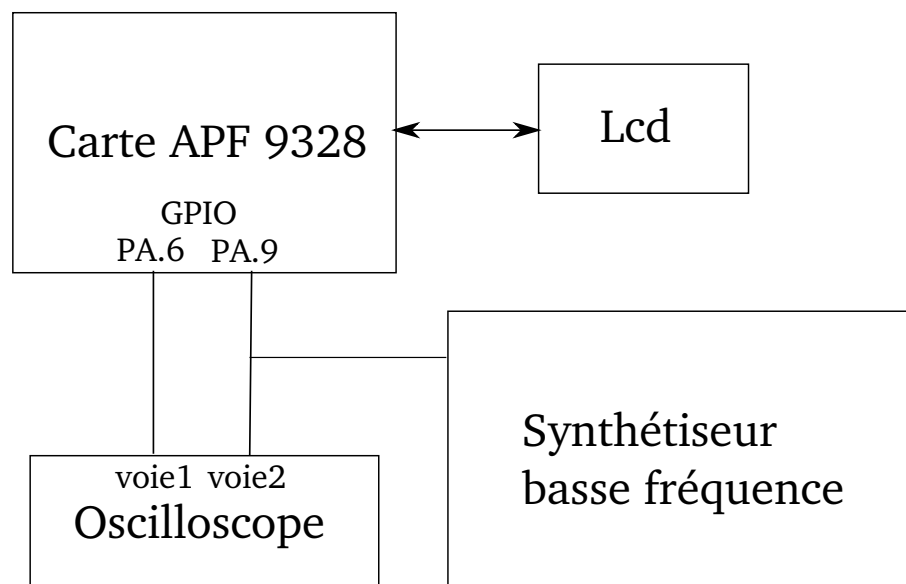 Carte APF 9328
Lcd
GPIO
PA.6 PA.9
Synthétiseur
basse fréquence
voie1 voie2
Oscilloscope